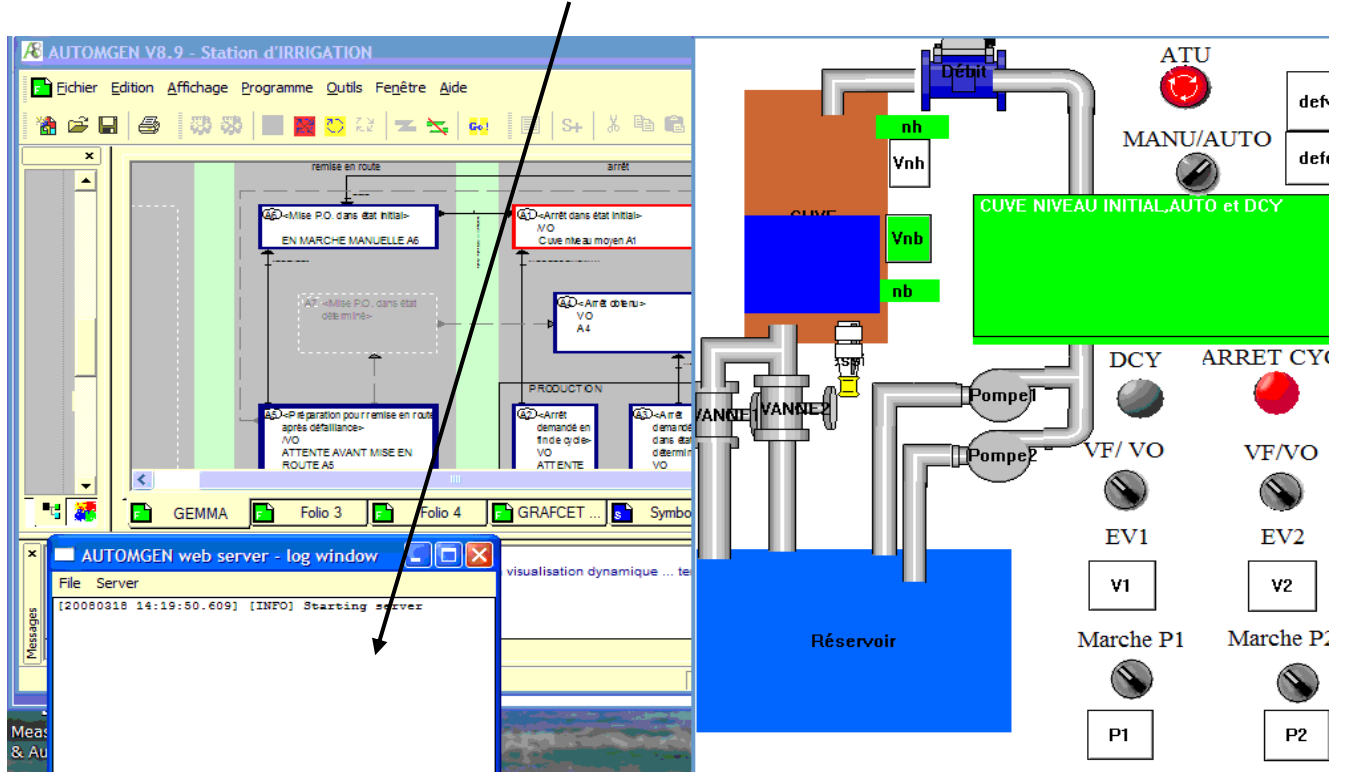 AUTOMGEN V8.9 - Station d'IRRIGATION
Fichier Edition Affichage Programme Outils Fenêtre Aide
Go!
S+
remise en route
arrêt
A6 <Mise P.O. dans état initial>
EN MARCHE MANUELLE A6
A1 <Arrêt dans état initial>
/VO
Cuve niveau moyen A1
A7 <Mise P.O. dans état
déterminé>
A4 <Arrêt obtenu>
VO
A4
PRODUCTION
A5 <Préparation pour remise en route
après défaillance>
/VO
ATTENTE AVANT MISE EN
ROUTE A5
A2 <Arrêt
demandé en
fin de cycle>
VO
ATTENTE
A3 <Arrêt
demandé
dans état
détermin
VO
GEMMA
Folio 3
Folio 4
GRAFCET ...
Symbo
Messages
visualisation dynamique ... te
AUTOMGEN web server - log window
File Server
[20080318 14:19:50.609] [INFO] Starting server
Meas
& Au
Débit
nh
Vnh
CUVE
Vnb
nb
VANNE1
VANNE2
Pompe1
Pompe2
Réservoir
ATU
MANU/AUTO
CUVE NIVEAU INITIAL,AUTO et DCY
DCY
ARRET CYC
VF/ VO
VF/VO
EV1
EV2
V1
V2
Marche P1
Marche P2
P1
P2